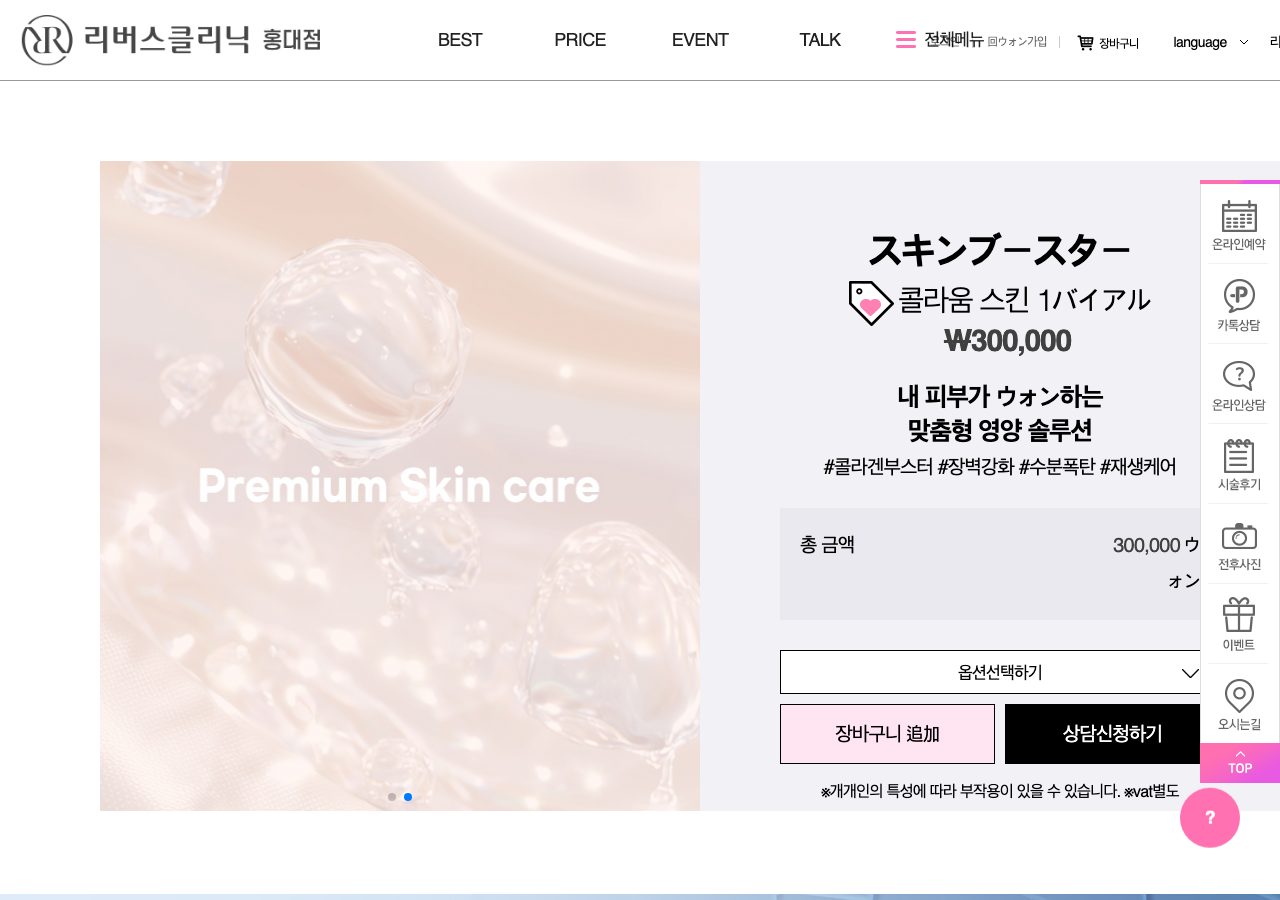 리버스클리닉 홍대점
BEST
PRICE
EVENT
TALK
전체메뉴
回ウォン가입
장바구니
language
Premium Skin care
スキンブースター
콜라움 스킨 1バイアル
₩300,000
내 피부가 ウォン하는
맞춤형 영양 솔루션
#콜라겐부스터 #장벽강화 #수분폭탄 #재생케어
총 금액
300,000 ウ
ォン
옵션선택하기
장바구니 追加
상담신청하기
※개개인의 특성에 따라 부작용이 있을 수 있습니다. ※vat별도
온라인예약
카톡상담
온라인상담
시술후기
전후사진
이벤트
오시는길
TOP
?